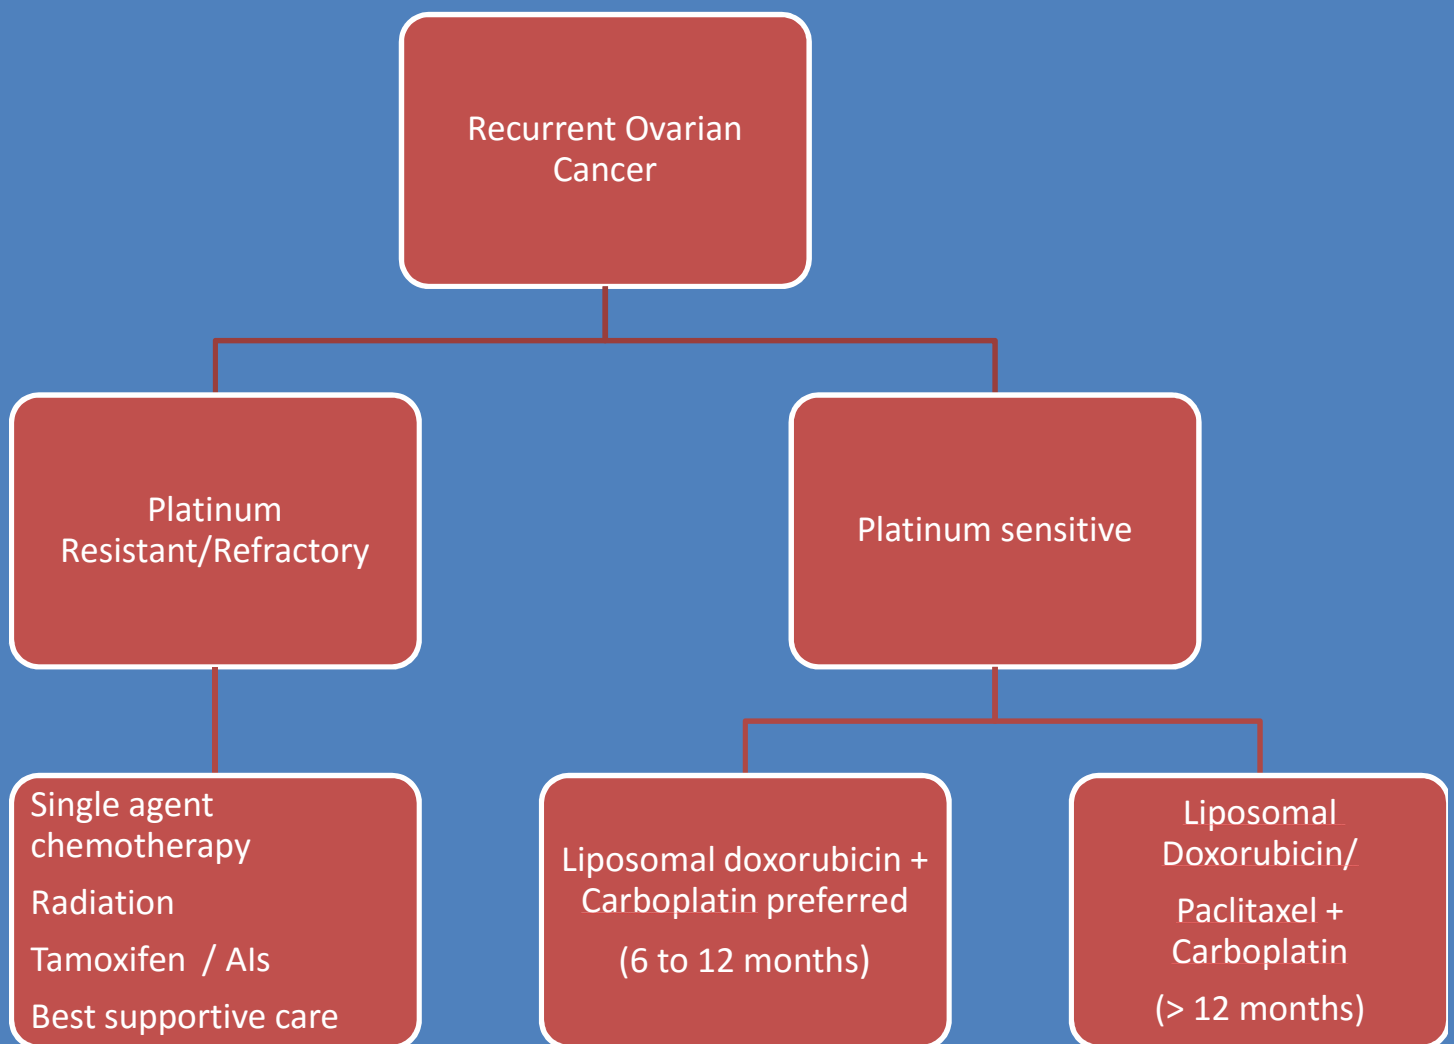 Recurrent Ovarian
Cancer
Platinum
Resistant/Refractory
Platinum sensitive
Single agent
chemotherapy
Radiation
Tamoxifen / AIs
Best supportive care
Liposomal doxorubicin +
Carboplatin preferred
(6 to 12 months)
Liposomal
Doxorubicin/
Paclitaxel +
Carboplatin
(> 12 months)